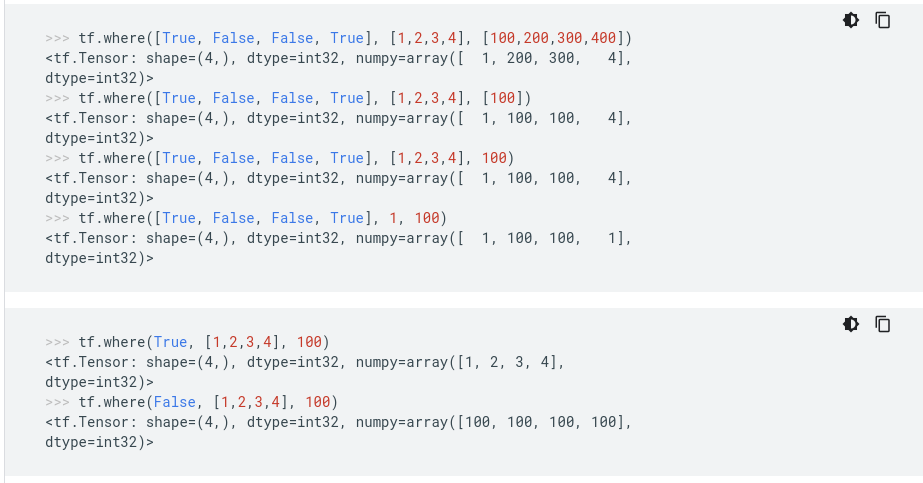 >>> tf.where([True, False, False, True], [1,2,3,4], [100,200,300,400])
<tf.Tensor: shape=(4,), dtype=int32, numpy=array([  1, 200, 300,   4],
dtype=int32)>
>>> tf.where([True, False, False, True], [1,2,3,4], [100])
<tf.Tensor: shape=(4,), dtype=int32, numpy=array([  1, 100, 100,   4],
dtype=int32)>
>>> tf.where([True, False, False, True], [1,2,3,4], 100)
<tf.Tensor: shape=(4,), dtype=int32, numpy=array([  1, 100, 100,   4],
dtype=int32)>
>>> tf.where([True, False, False, True], 1, 100)
<tf.Tensor: shape=(4,), dtype=int32, numpy=array([  1, 100, 100,   1],
dtype=int32)>
>>> tf.where(True, [1,2,3,4], 100)
<tf.Tensor: shape=(4,), dtype=int32, numpy=array([1, 2, 3, 4],
dtype=int32)>
>>> tf.where(False, [1,2,3,4], 100)
<tf.Tensor: shape=(4,), dtype=int32, numpy=array([100, 100, 100, 100],
dtype=int32)>